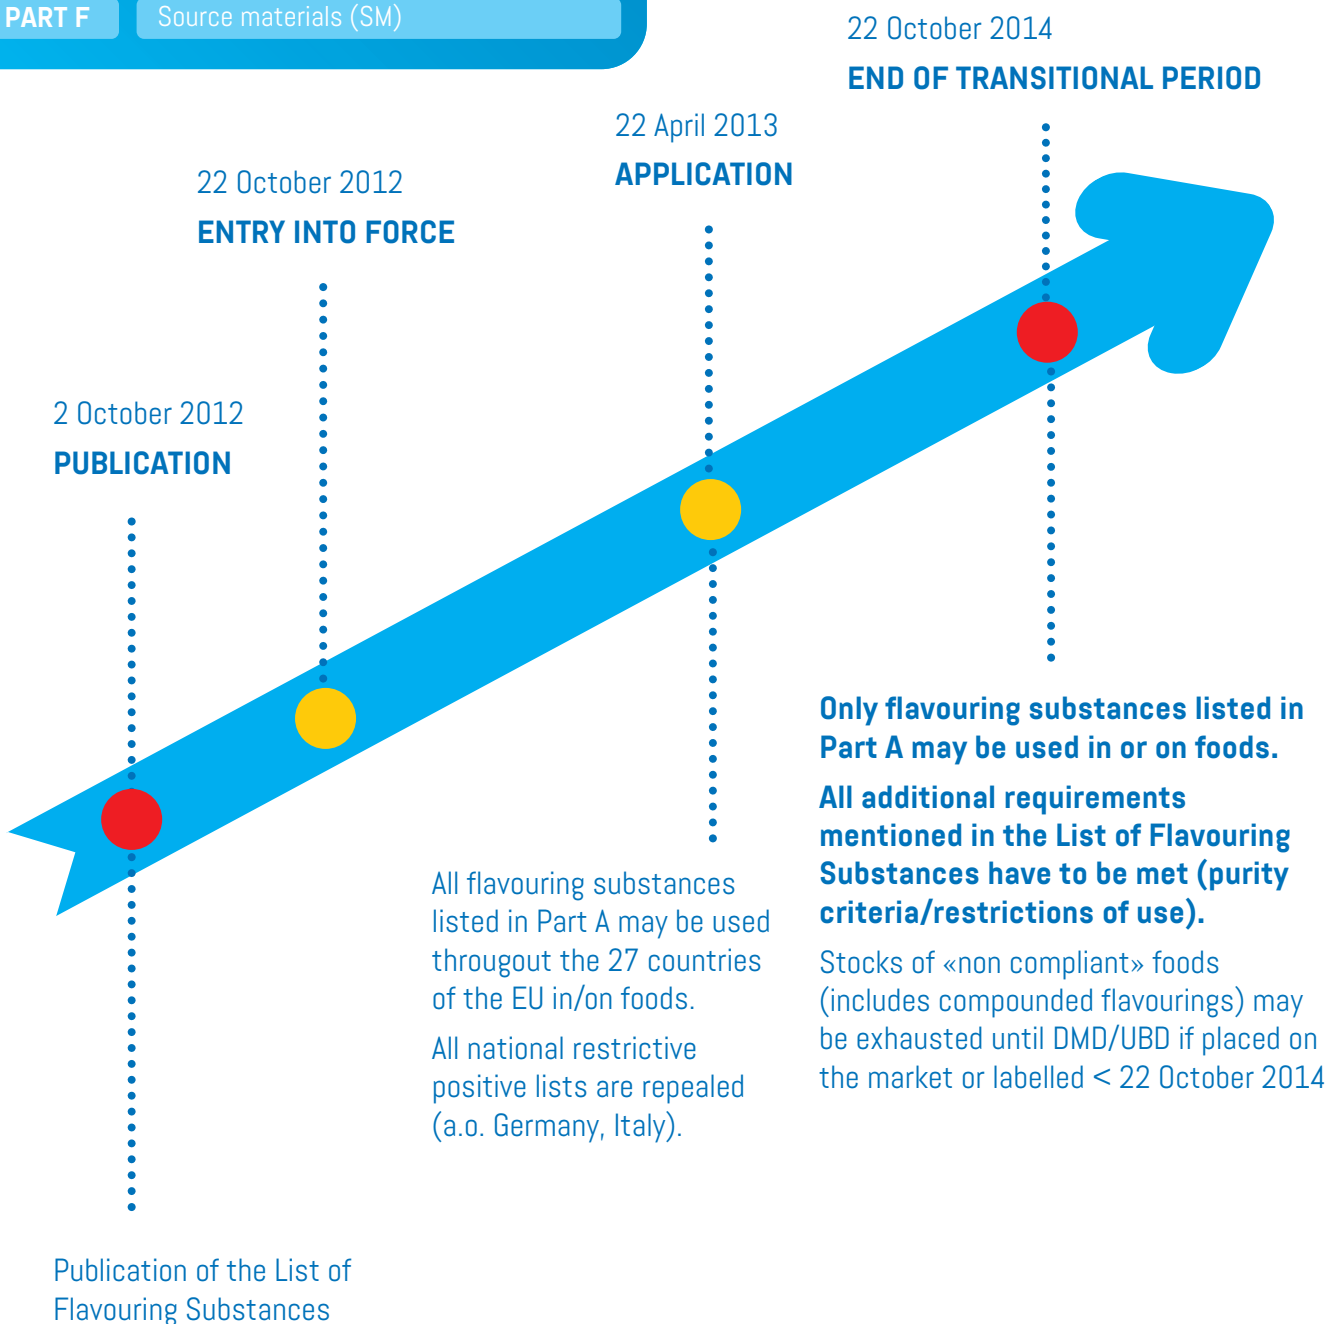 PART F
Source materials (SM)
22 October 2014
END OF TRANSITIONAL PERIOD
22 April 2013
APPLICATION
22 October 2012
ENTRY INTO FORCE
2 October 2012
PUBLICATION
Only flavouring substances listed in
Part A may be used in or on foods.
All additional requirements
mentioned in the List of Flavouring
Substances have to be met (purity
criteria/restrictions of use).
Stocks of «non compliant» foods
(includes compounded flavourings) may
be exhausted until DMD/UBD if placed on
the market or labelled < 22 October 2014
All flavouring substances
listed in Part A may be used
througout the 27 countries
of the EU in/on foods.
All national restrictive
positive lists are repealed
(a.o. Germany, Italy).
Publication of the List of
Flavouring Substances